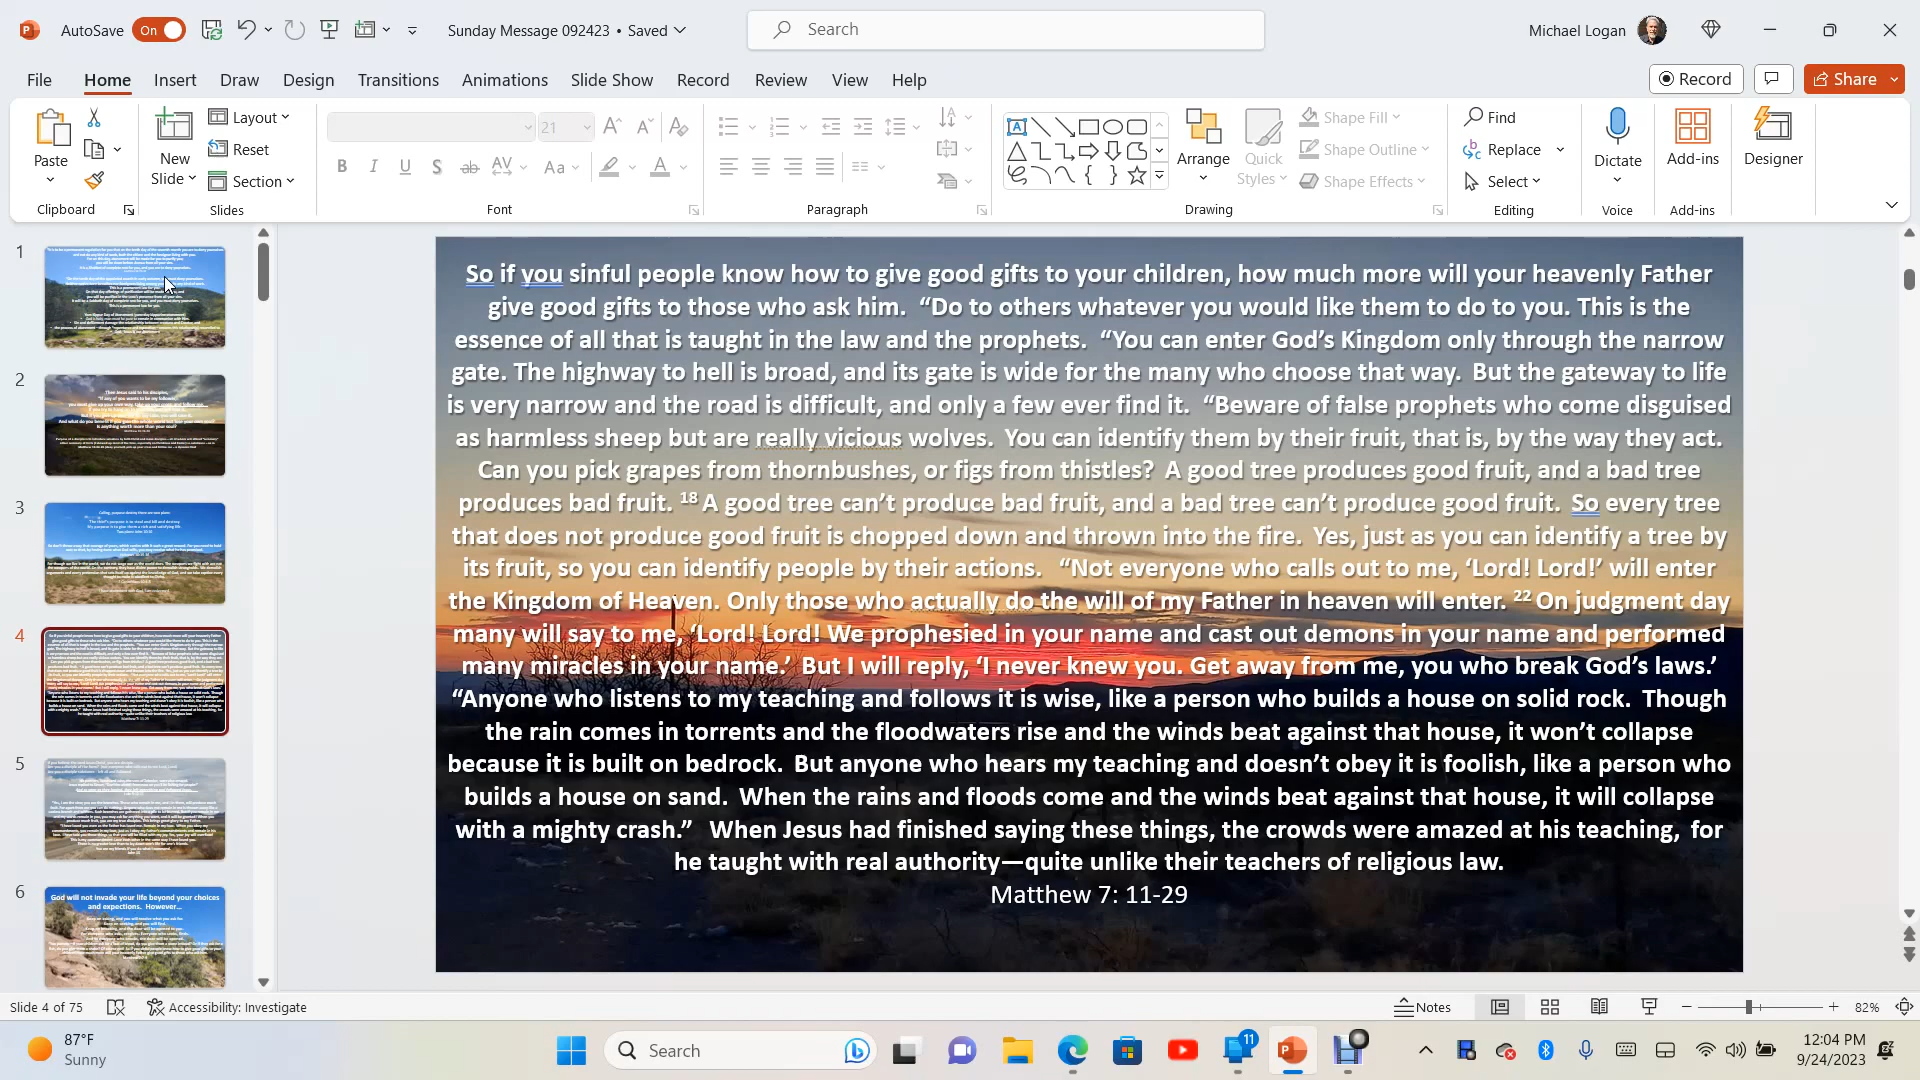 AutoSave On Sunday Message 092423 • Saved Search Michael Logan
File Home Insert Draw Design Transitions Animations Slide Show Record Review View Help Record Share
Paste New Slide Layout Reset Section 21 Arrange Quick Styles Shape Fill Shape Outline Shape Effects Find Replace Select Dictate Add-ins Designer
Clipboard Slides Font Paragraph Drawing Editing Voice Add-ins
So if you sinful people know how to give good gifts to your children, how much more will your heavenly Father
give good gifts to those who ask him. “Do to others whatever you would like them to do to you. This is the
essence of all that is taught in the law and the prophets. “You can enter God’s Kingdom only through the narrow
gate. The highway to hell is broad, and its gate is wide for the many who choose that way. But the gateway to life
is very narrow and the road is difficult, and only a few ever find it. “Beware of false prophets who come disguised
as harmless sheep but are really vicious wolves. You can identify them by their fruit, that is, by the way they act.
Can you pick grapes from thornbushes, or figs from thistles? A good tree produces good fruit, and a bad tree
produces bad fruit. 18 A good tree can’t produce bad fruit, and a bad tree can’t produce good fruit. So every tree
that does not produce good fruit is chopped down and thrown into the fire. Yes, just as you can identify a tree by
its fruit, so you can identify people by their actions. “Not everyone who calls out to me, ‘Lord! Lord!’ will enter
the Kingdom of Heaven. Only those who actually do the will of my Father in heaven will enter. 22 On judgment day
many will say to me, ‘Lord! Lord! We prophesied in your name and cast out demons in your name and performed
many miracles in your name.’ But I will reply, ‘I never knew you. Get away from me, you who break God’s laws.’
“Anyone who listens to my teaching and follows it is wise, like a person who builds a house on solid rock. Though
the rain comes in torrents and the floodwaters rise and the winds beat against that house, it won’t collapse
because it is built on bedrock. But anyone who hears my teaching and doesn’t obey it is foolish, like a person who
builds a house on sand. When the rains and floods come and the winds beat against that house, it will collapse
with a mighty crash.” When Jesus had finished saying these things, the crowds were amazed at his teaching, for
he taught with real authority—quite unlike their teachers of religious law.
Matthew 7: 11-29
1
2
3
4
5
6
God will not invade your life beyond your choices
and expections. However...
Slide 4 of 75 Accessibility: Investigate Notes 82%
87°F
Sunny
Search
11
12:04 PM
9/24/2023